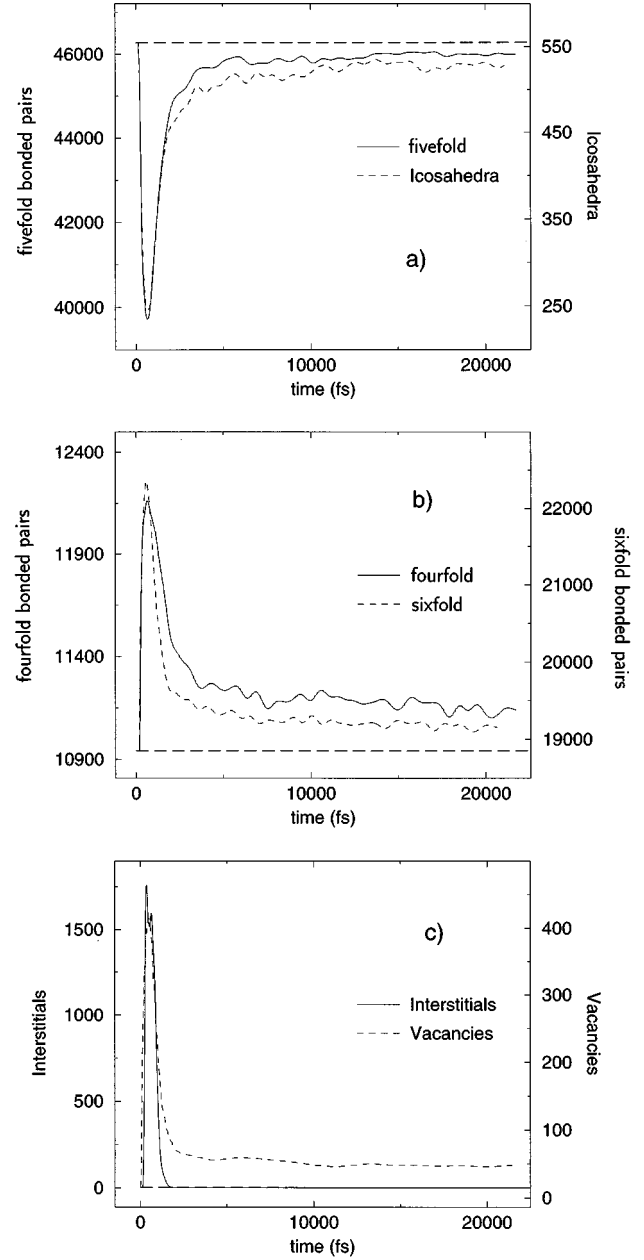 46000
44000
42000
40000
fivefold bonded pairs
550
450
350
250
Icosahedra
fivefold
Icosahedra
a)
0
10000
20000
time (fs)
12400
11900
11400
10900
fourfold bonded pairs
22000
21000
20000
19000
sixfold bonded pairs
b)
fourfold
sixfold
0
10000
20000
time (fs)
1500
1000
500
0
Interstitials
400
300
200
100
0
Vacancies
c)
Interstitials
Vacancies
0
10000
20000
time (fs)